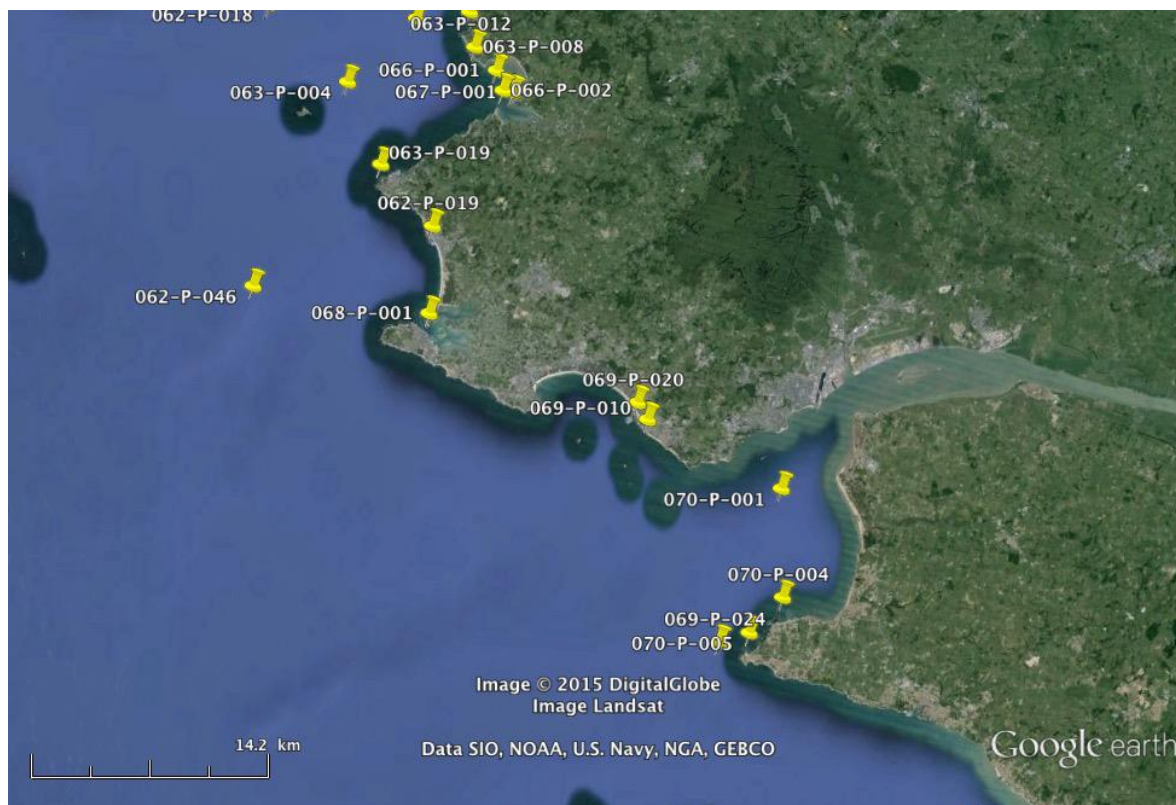 062-P-018
063-P-012
063-P-008
066-P-001
063-P-004
067-P-001
066-P-002
063-P-019
062-P-019
062-P-046
068-P-001
069-P-020
069-P-010
070-P-001
070-P-004
069-P-024
070-P-005
Image © 2015 DigitalGlobe
Image Landsat
14.2 km
Data SIO, NOAA, U.S. Navy, NGA, GEBCO
Google earth